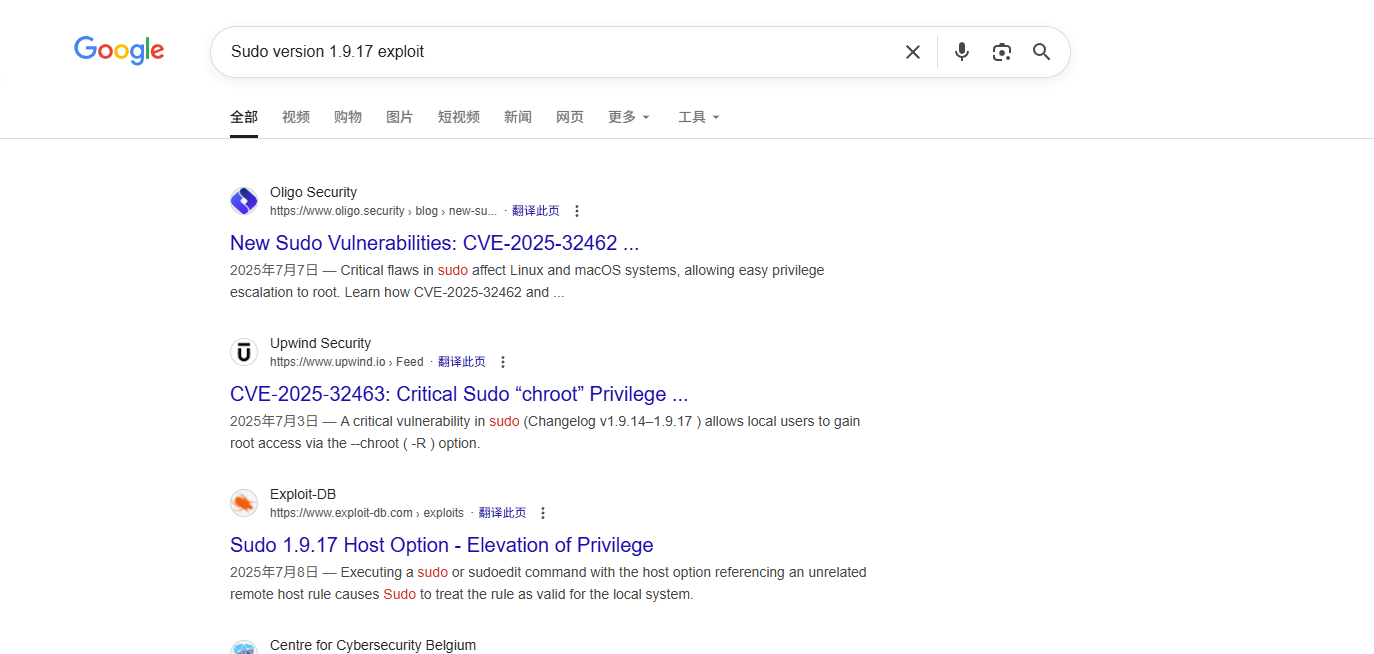 Google
Sudo version 1.9.17 exploit
全部 视频 购物 图片 短视频 新闻 网页 更多 工具
Oligo Security
https://www.oligo.security › blog › new-su... · 翻译此页
New Sudo Vulnerabilities: CVE-2025-32462 ...
2025年7月7日 — Critical flaws in sudo affect Linux and macOS systems, allowing easy privilege
escalation to root. Learn how CVE-2025-32462 and ...
Upwind Security
https://www.upwind.io › Feed · 翻译此页
CVE-2025-32463: Critical Sudo “chroot” Privilege ...
2025年7月3日 — A critical vulnerability in sudo (Changelog v1.9.14–1.9.17 ) allows local users to gain
root access via the --chroot ( -R ) option.
Exploit-DB
https://www.exploit-db.com › exploits · 翻译此页
Sudo 1.9.17 Host Option - Elevation of Privilege
2025年7月8日 — Executing a sudo or sudoedit command with the host option referencing an unrelated
remote host rule causes Sudo to treat the rule as valid for the local system.
Centre for Cybersecurity Belgium